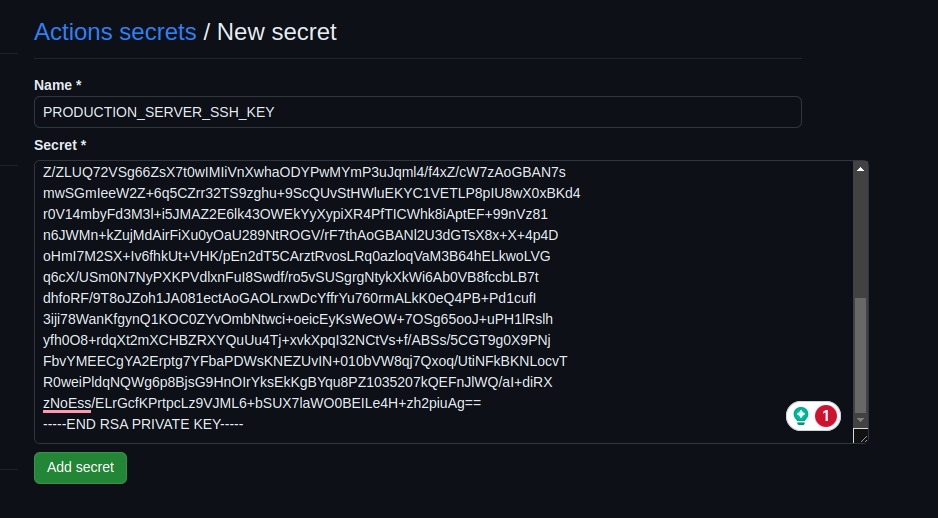 Actions secrets / New secret
Name *
PRODUCTION_SERVER_SSH_KEY
Secret *
Z/ZLUQ72VSg66ZsX7t0wIMIiVnXwhaODYPwMYmP3uJqml4/f4xZ/cW7zAoGBAN7s
mwSGmIeeW2Z+6q5CZrr32TS9zghu+9ScQUvStHWluEKYC1VETLP8pIU8wX0xBKd4
r0V14mbyFd3M3l+i5JMAZ2E6lk43OWEkYyXypiXR4PfTICWhk8iAptEF+99nVz81
n6JWMn+kZujMdAirFiXu0yOaU289NtROGV/rF7thAoGBANl2U3dGTsX8x+X+4p4D
oHmI7M2SX+Iv6fhkUt+VHK/pEn2dT5CArztRvosLRq0azloqVaM3B64hELkwoLVG
q6cX/USm0N7NyPXKPVdlxnFuI8Swdf/ro5vSUSgrgNtykXkWi6Ab0VB8fccbLB7t
dhfoRF/9T8oJZoh1JA081ectAoGAOLrxwDcYffrYu760rmALkK0eQ4PB+Pd1cufI
3iji78WanKfgynQ1KOC0ZYvOmbNtwci+oeicEyKsWeOW+7OSg65ooJ+uPH1lRslh
yfh0O8+rdqXt2mXCHBZRXYQuUu4Tj+xvkXpqI32NCtVs+f/ABSs/5CGT9g0X9PNj
FbvYMEECgYA2Erptg7YFbaPDWsKNEZUvIN+010bVW8qj7Qxoq/UtiNFkBKNLocvT
R0weiPldqNQWg6p8BjsG9HnOIrYksEkKgBYqu8PZ1035207kQEFnJlWQ/aI+diRX
zNoEss/ELrGcfKPrtpcLz9VJML6+bSUX7laWO0BEILe4H+zh2piuAg==
-----END RSA PRIVATE KEY-----
1
Add secret